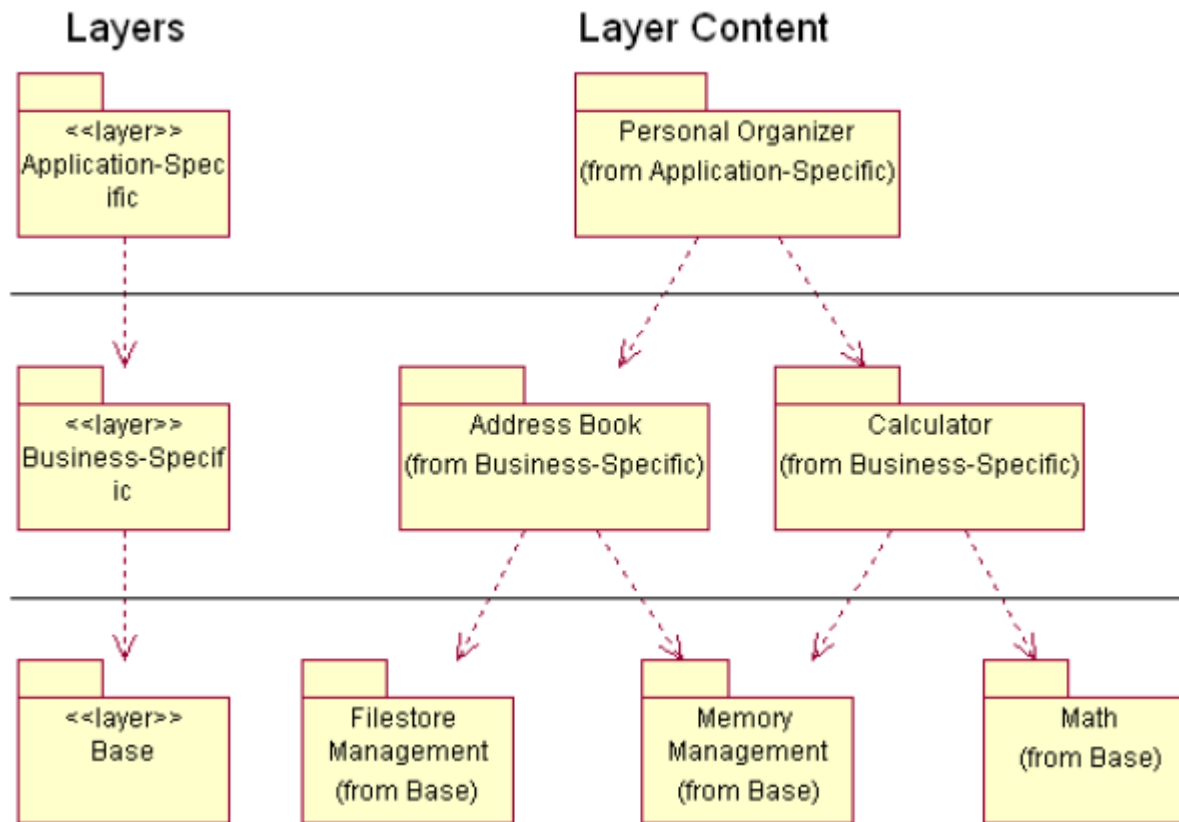 Layers
Layer Content
<<layer>>
Application-Spec
ific
Personal Organizer
(from Application-Specific)
<<layer>>
Business-Specif
ic
Address Book
(from Business-Specific)
Calculator
(from Business-Specific)
<<layer>>
Base
Filestore
Management
(from Base)
Memory
Management
(from Base)
Math
(from Base)